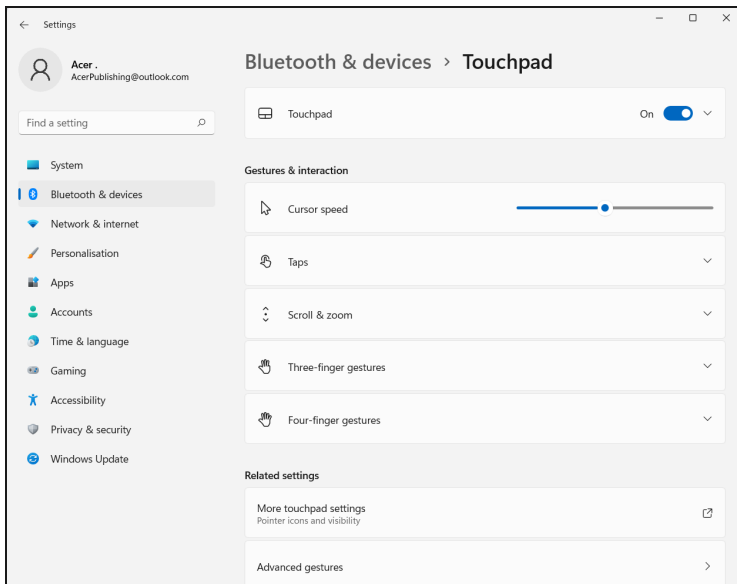 Settings
Acer .
AcerPublishing@outlook.com
Find a setting
System
Bluetooth & devices
Network & internet
Personalisation
Apps
Accounts
Time & language
Gaming
Accessibility
Privacy & security
Windows Update
Bluetooth & devices > Touchpad
Touchpad
On
Gestures & interaction
Cursor speed
Taps
Scroll & zoom
Three-finger gestures
Four-finger gestures
Related settings
More touchpad settings
Pointer icons and visibility
Advanced gestures